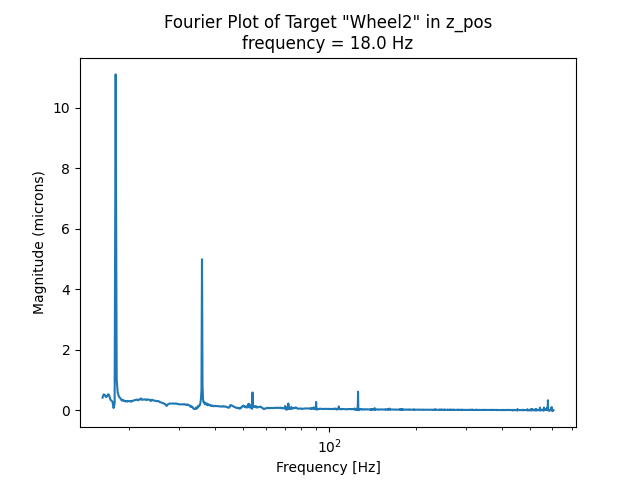 Fourier Plot of Target "Wheel2" in z_pos
frequency = 18.0 Hz
10
8
6
4
2
0
Magnitude (microns)
10²
Frequency [Hz]